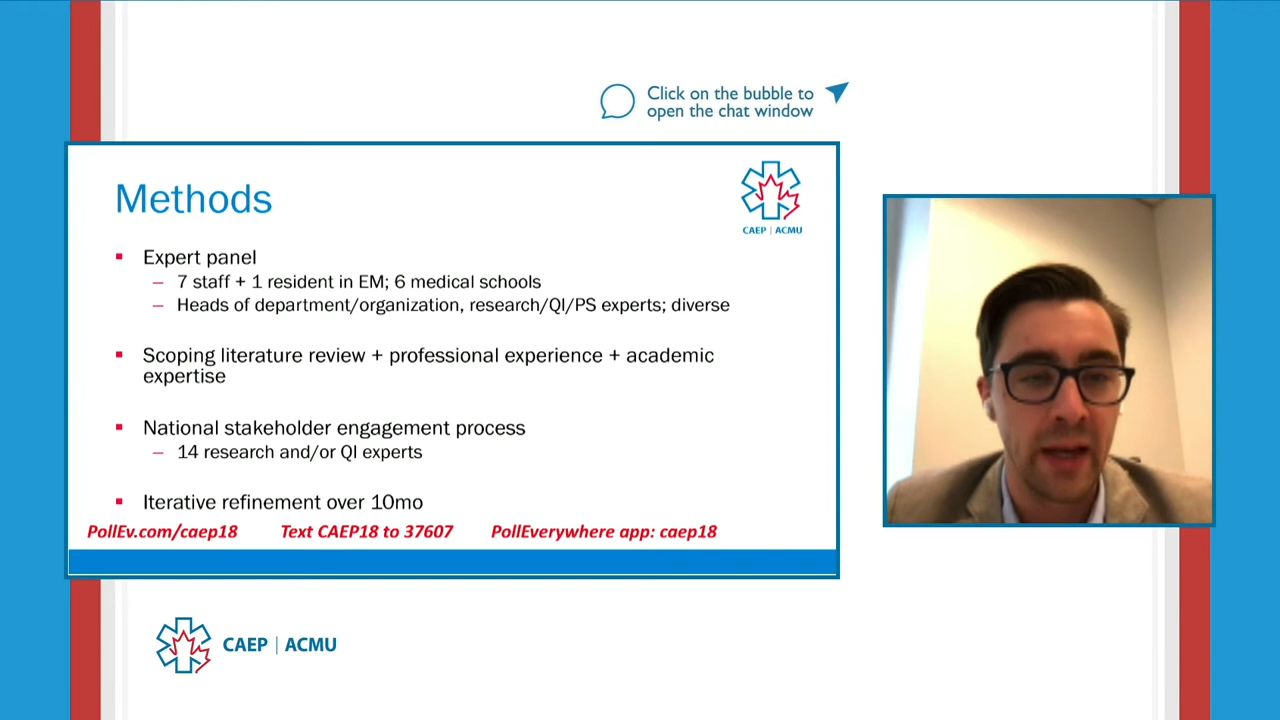 Click on the bubble to
open the chat window
Methods
CAEP | ACMU
▪ Expert panel
– 7 staff + 1 resident in EM; 6 medical schools
– Heads of department/organization, research/QI/PS experts; diverse
▪ Scoping literature review + professional experience + academic
expertise
▪ National stakeholder engagement process
– 14 research and/or QI experts
▪ Iterative refinement over 10mo
PollEv.com/caep18 Text CAEP18 to 37607 PollEverywhere app: caep18
CAEP | ACMU